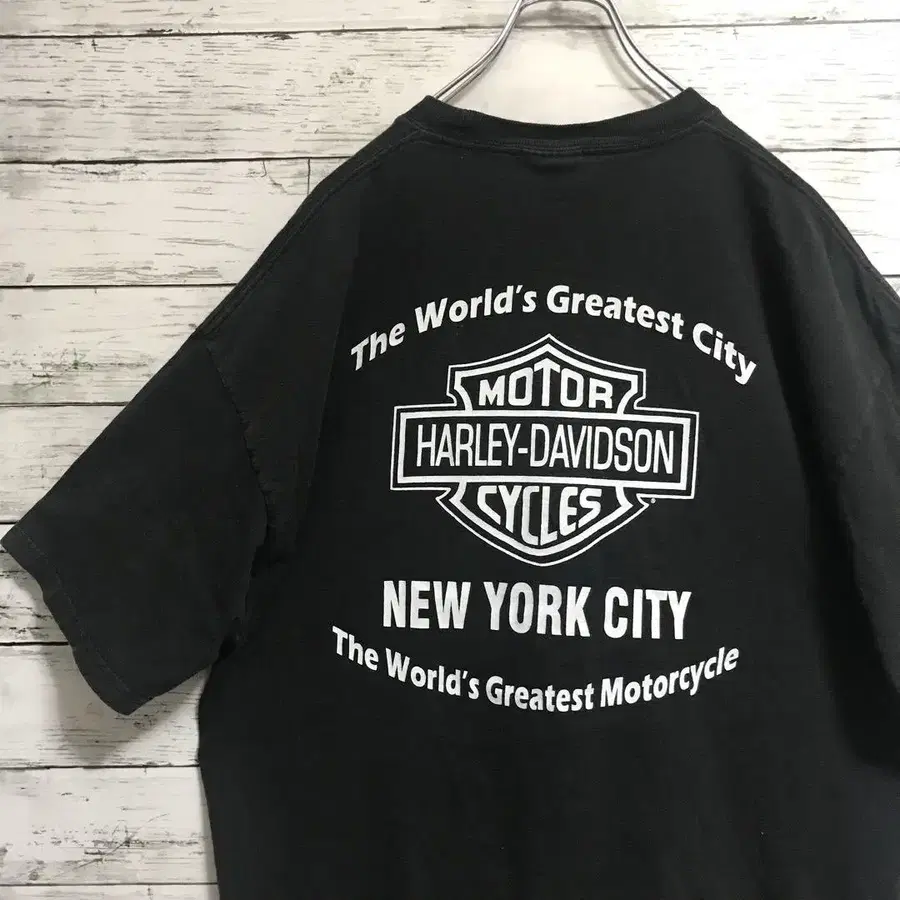 The World's Greatest City
MOTOR
HARLEY-DAVIDSON
CYCLES
NEW YORK CITY
The World's Greatest Motorcycle